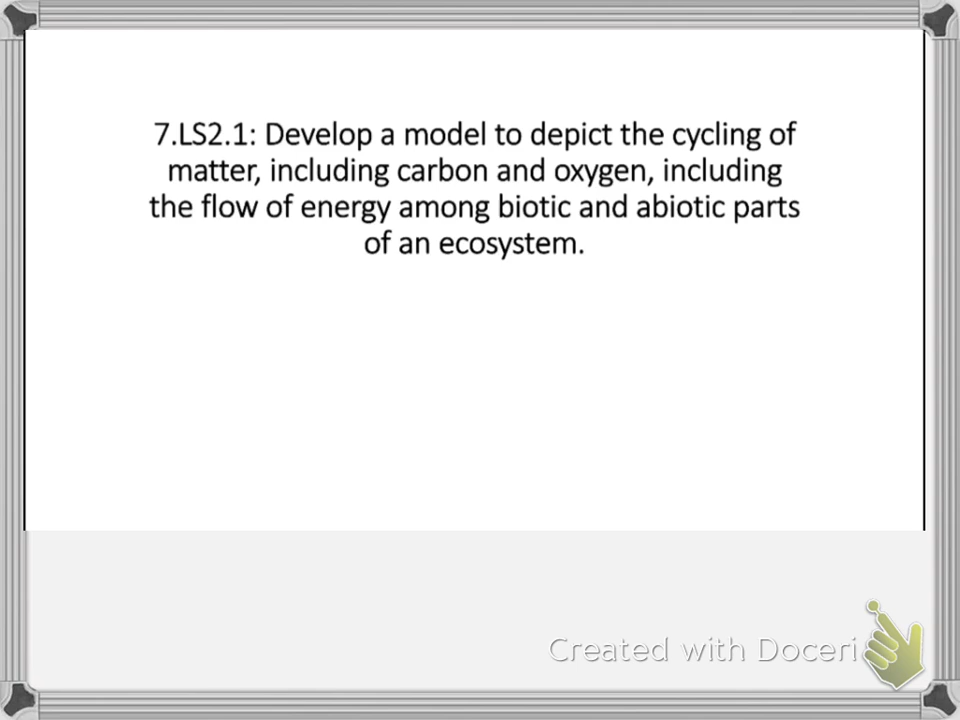 7.LS2.1: Develop a model to depict the cycling of
matter, including carbon and oxygen, including
the flow of energy among biotic and abiotic parts
of an ecosystem.
Created with Doceri